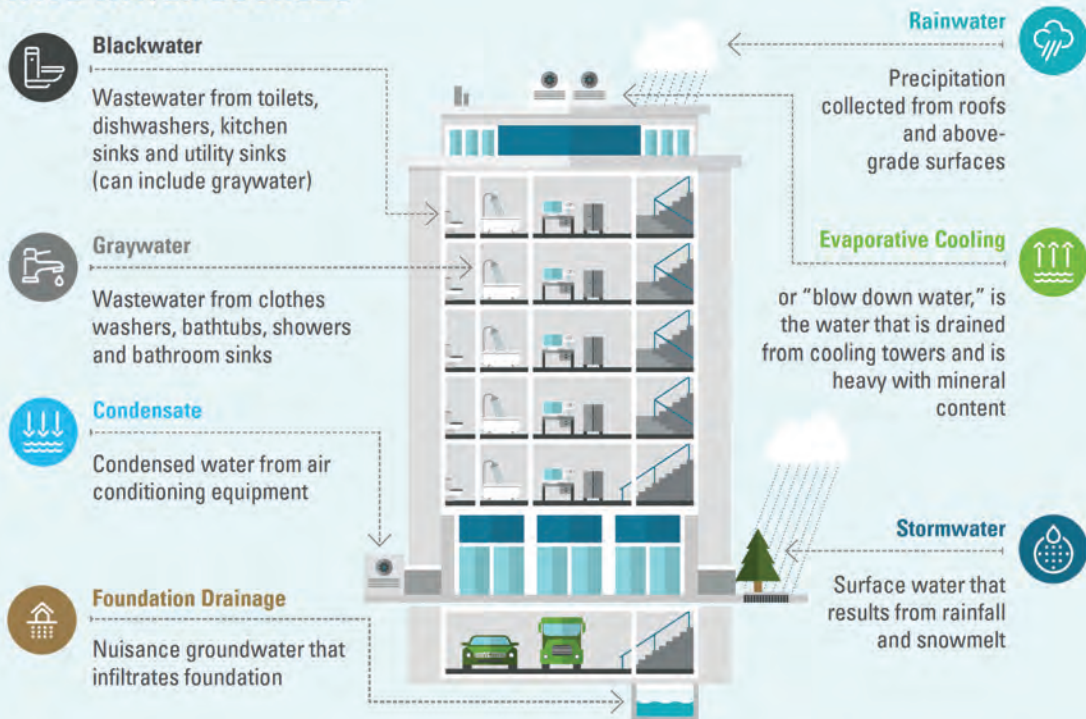 Blackwater
Wastewater from toilets,
dishwashers, kitchen
sinks and utility sinks
(can include graywater)
Graywater
Wastewater from clothes
washers, bathtubs, showers
and bathroom sinks
Condensate
Condensed water from air
conditioning equipment
Foundation Drainage
Nuisance groundwater that
infiltrates foundation
Rainwater
Precipitation
collected from roofs
and above-
grade surfaces
Evaporative Cooling
or “blow down water,” is
the water that is drained
from cooling towers and is
heavy with mineral
content
Stormwater
Surface water that
results from rainfall
and snowmelt